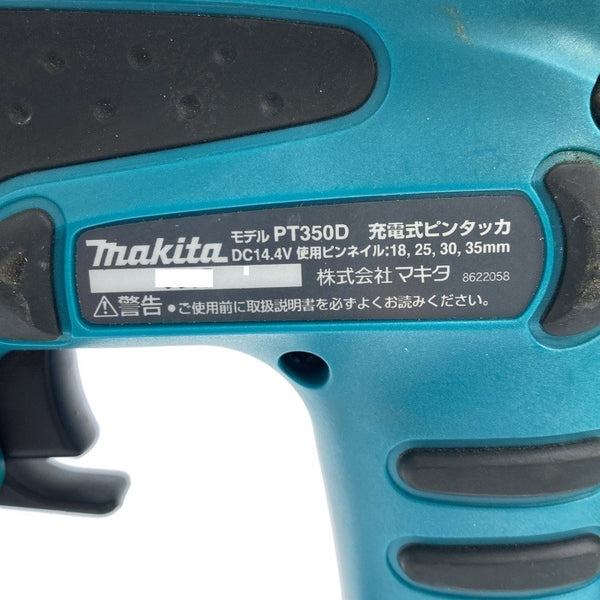 makita モデル PT350D 充電式ピンタッカ
DC14.4V 使用ピンネイル:18, 25, 30, 35mm
株式会社マキタ 8622058
⚠警告 ●ご使用前に取扱説明書を必ずよくお読みください。